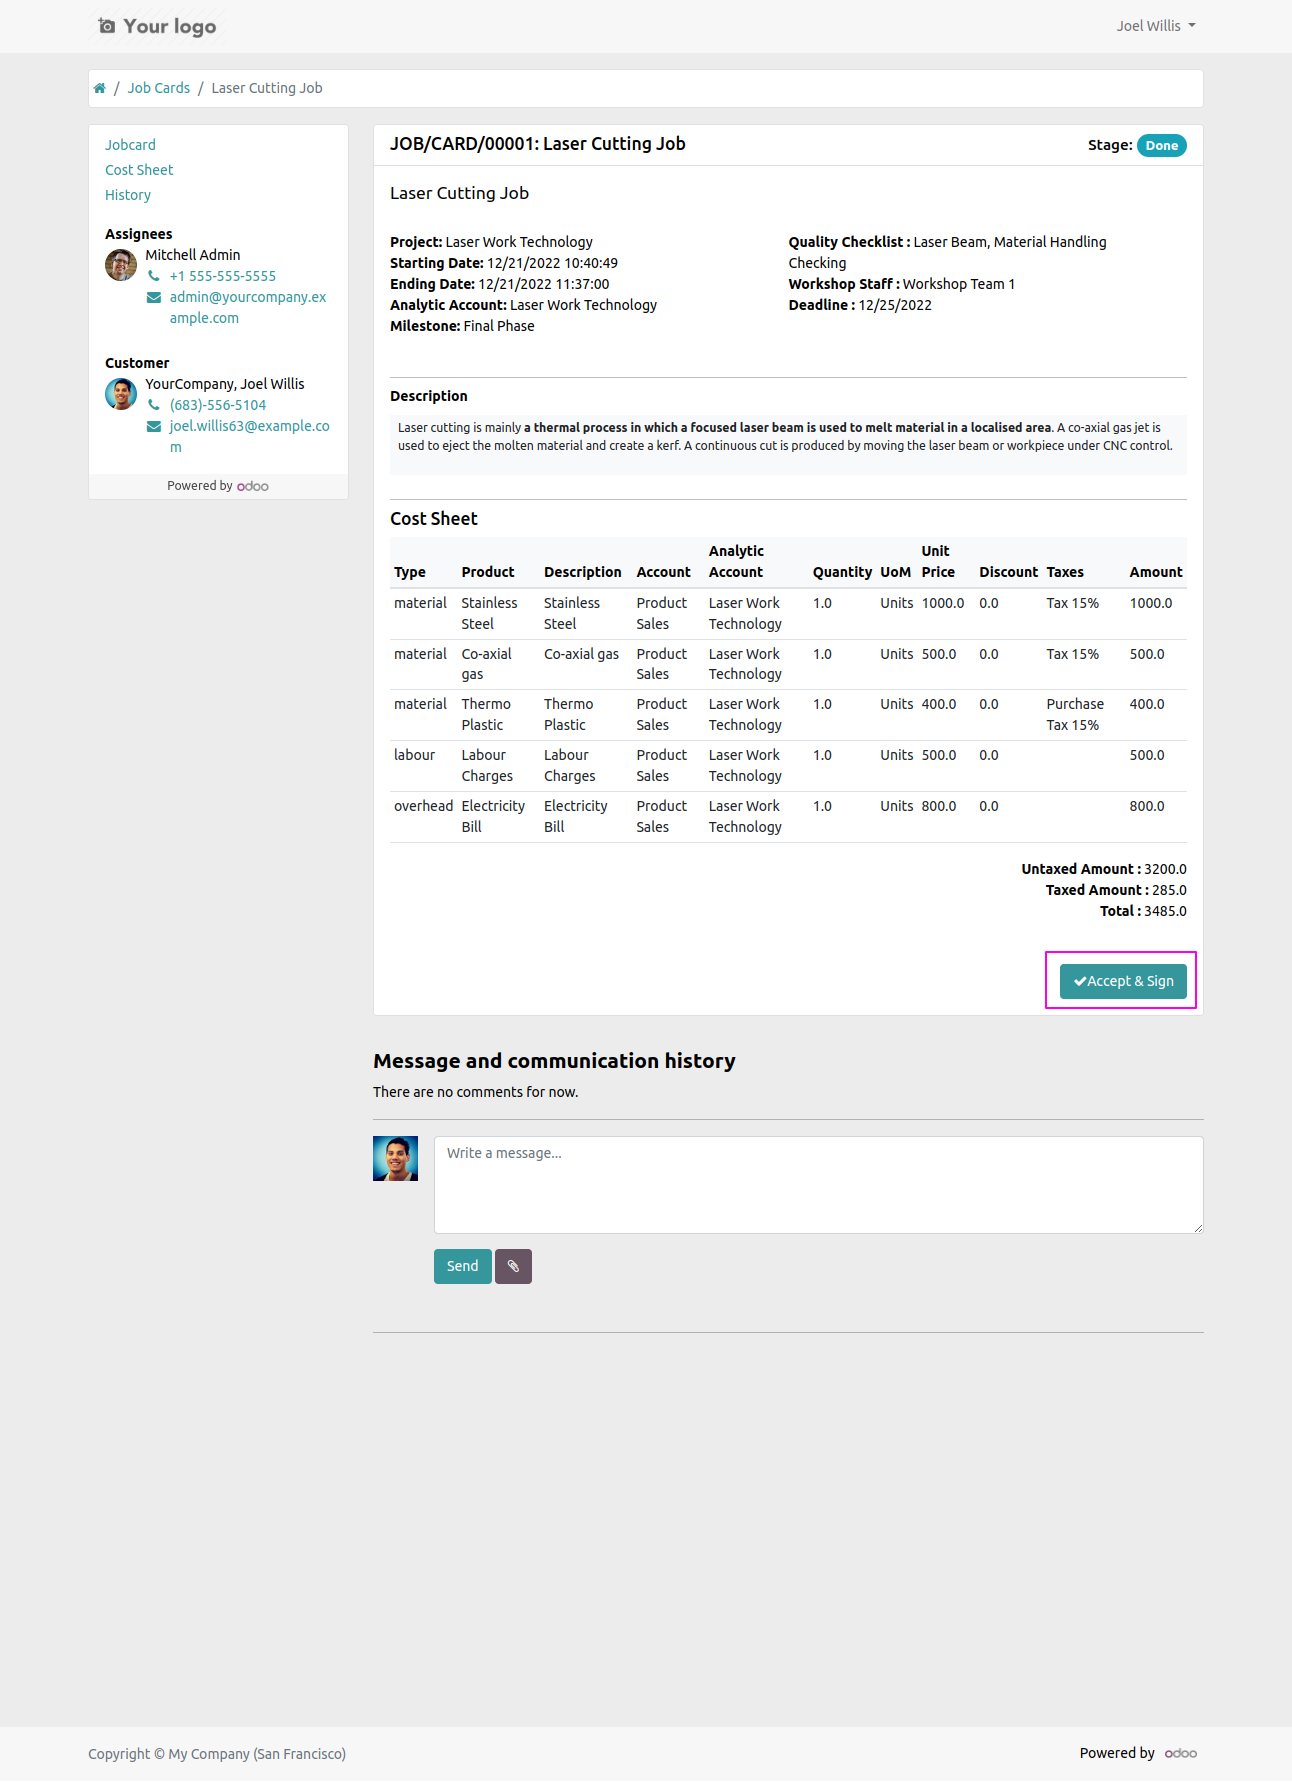 Your logo
Joel Willis
/ Job Cards / Laser Cutting Job
Jobcard
Cost Sheet
History
Assignees
Mitchell Admin
+1 555-555-5555
admin@yourcompany.ex
ample.com
Customer
YourCompany, Joel Willis
(683)-556-5104
joel.willis63@example.co
m
Powered by odoo
JOB/CARD/00001: Laser Cutting Job
Stage: Done
Laser Cutting Job
Project: Laser Work Technology
Starting Date: 12/21/2022 10:40:49
Ending Date: 12/21/2022 11:37:00
Analytic Account: Laser Work Technology
Milestone: Final Phase
Quality Checklist : Laser Beam, Material Handling
Checking
Workshop Staff : Workshop Team 1
Deadline : 12/25/2022
Description
Laser cutting is mainly a thermal process in which a focused laser beam is used to melt material in a localised area. A co-axial gas jet is
used to eject the molten material and create a kerf. A continuous cut is produced by moving the laser beam or workpiece under CNC control.
Cost Sheet
Analytic Unit
Type Product Description Account Account Quantity UoM Price Discount Taxes Amount
material Stainless Stainless Product Laser Work 1.0 Units 1000.0 0.0 Tax 15% 1000.0
Steel Steel Sales Technology
material Co-axial Co-axial gas Product Laser Work 1.0 Units 500.0 0.0 Tax 15% 500.0
gas Sales Technology
material Thermo Thermo Product Laser Work 1.0 Units 400.0 0.0 Purchase 400.0
Plastic Plastic Sales Technology Tax 15%
labour Labour Labour Product Laser Work 1.0 Units 500.0 0.0 500.0
Charges Charges Sales Technology
overhead Electricity Electricity Product Laser Work 1.0 Units 800.0 0.0 800.0
Bill Bill Sales Technology
Untaxed Amount : 3200.0
Taxed Amount : 285.0
Total : 3485.0
Accept & Sign
Message and communication history
There are no comments for now.
Write a message...
Send
Copyright © My Company (San Francisco)
Powered by odoo